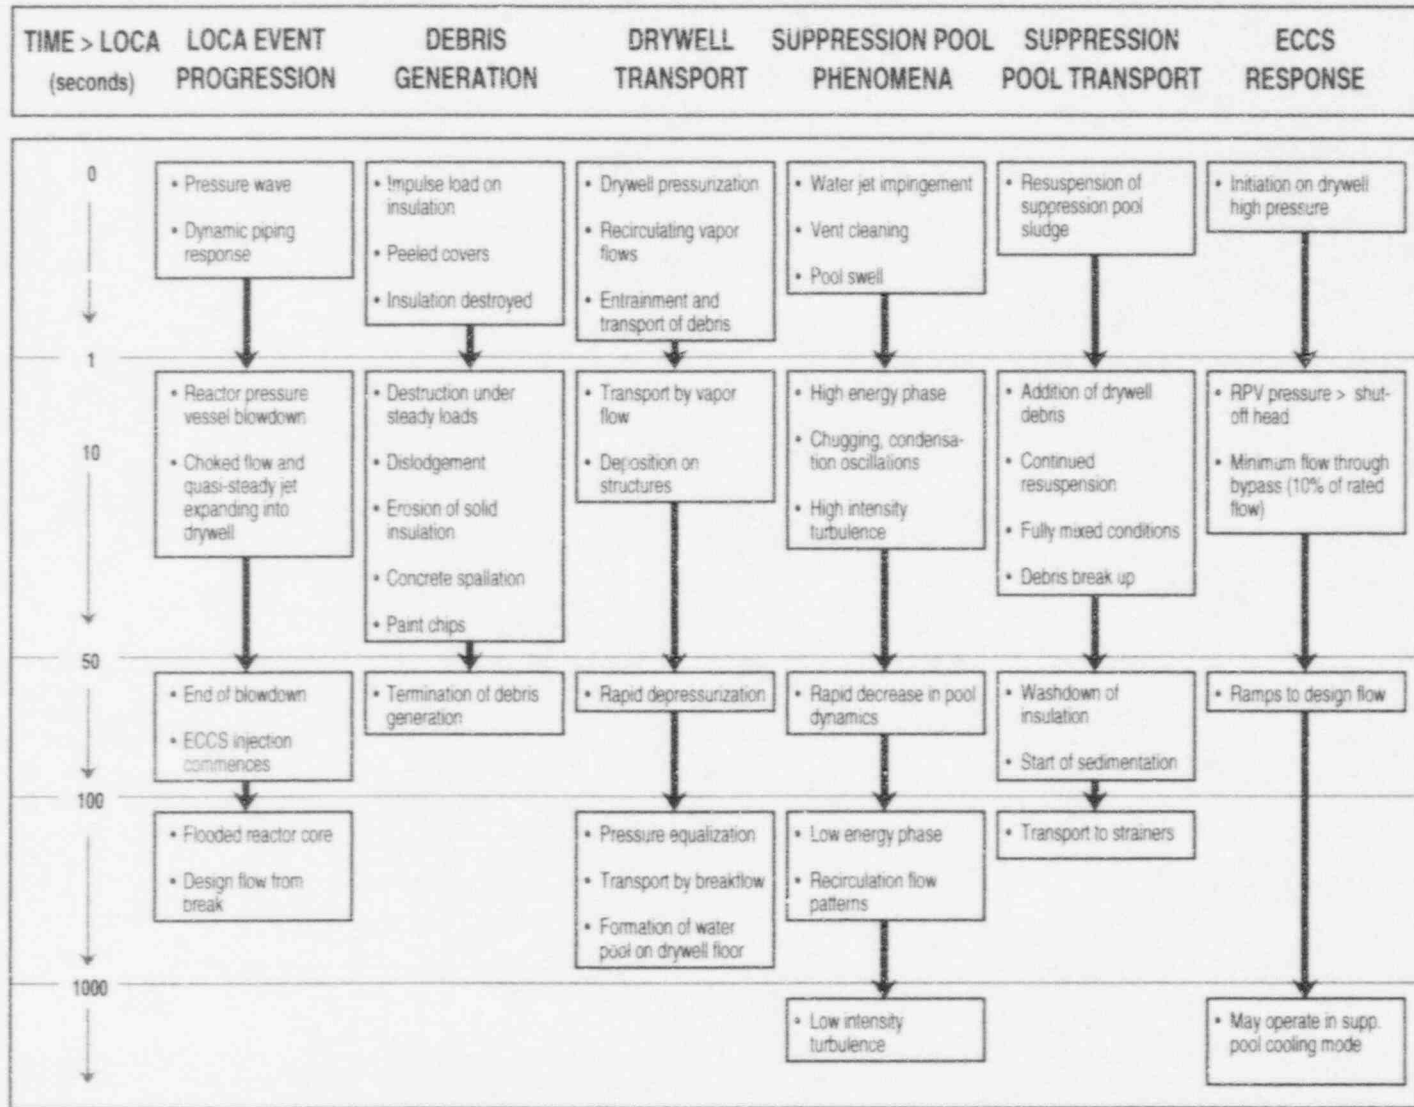 TIME > LOCA
(seconds)
LOCA EVENT
PROGRESSION
DEBRIS
GENERATION
DRYWELL
TRANSPORT
SUPPRESSION POOL
PHENOMENA
SUPPRESSION
POOL TRANSPORT
ECCS
RESPONSE
0
• Pressure wave
• Dynamic piping
response
• Impulse load on
insulation
• Peeled covers
• Insulation destroyed
• Drywell pressurization
• Recirculating vapor
flows
• Entrainment and
transport of debris
• Water jet impingement
• Vent cleaning
• Pool swell
• Resuspension of
suppression pool
sludge
• Initiation on drywell
high pressure
1
10
• Reactor pressure
vessel blowdown
• Choked flow and
quasi-steady jet
expanding into
drywell
• Destruction under
steady loads
• Dislodgement
• Erosion of solid
insulation
• Concrete spallation
• Paint chips
• Transport by vapor
flow
• Deposition on
structures
• High energy phase
• Chugging, condensa-
tion oscillations
• High intensity
turbulence
• Addition of drywell
debris
• Continued
resuspension
• Fully mixed conditions
• Debris break up
• RPV pressure > shut-
off head
• Minimum flow through
bypass (10% of rated
flow)
50
• End of blowdown
• ECCS injection
commences
• Termination of debris
generation
• Rapid depressurization
• Rapid decrease in pool
dynamics
• Washdown of
insulation
• Start of sedimentation
• Ramps to design flow
100
• Flooded reactor core
• Design flow from
break
• Pressure equalization
• Transport by breakflow
• Formation of water
pool on drywell floor
• Low energy phase
• Recirculation flow
patterns
• Transport to strainers
1000
• Low intensity
turbulence
• May operate in supp.
pool cooling mode